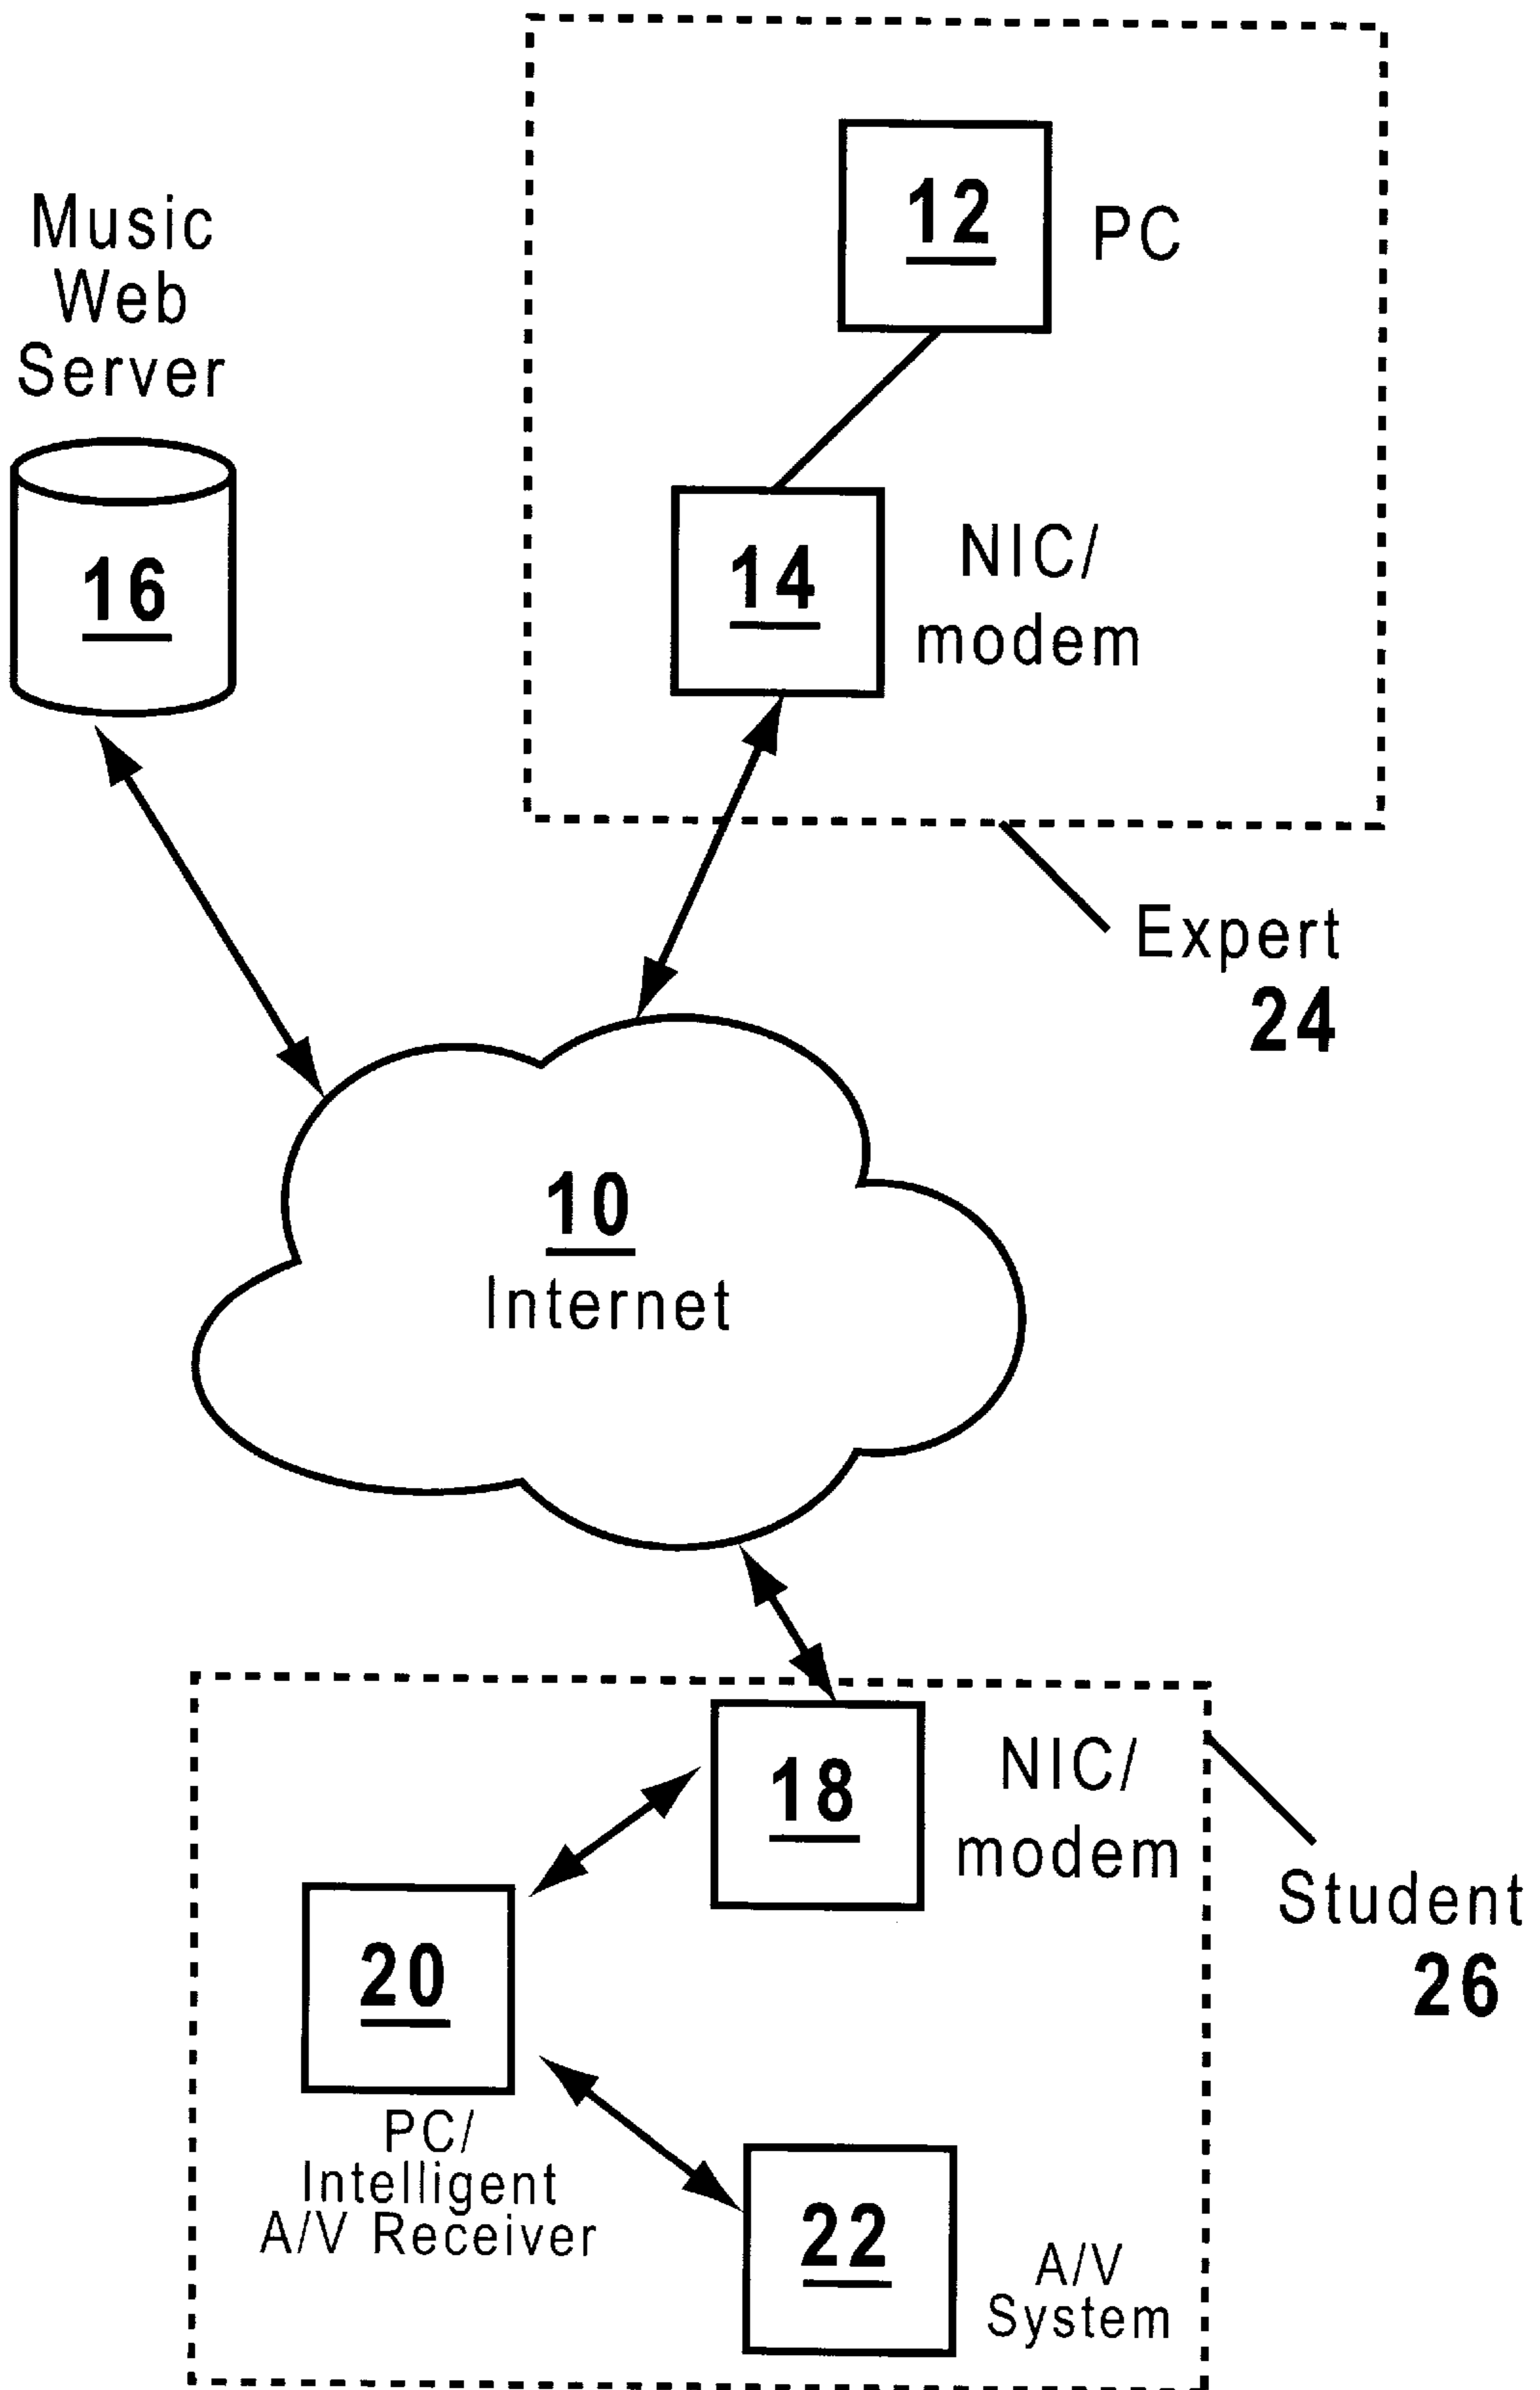 12
PC
Music
Web
Server
16
14
NIC/
modem
Expert
24
10
Internet
18
NIC/
modem
Student
26
20
PC/
Intelligent
A/V Receiver
22
A/V
System